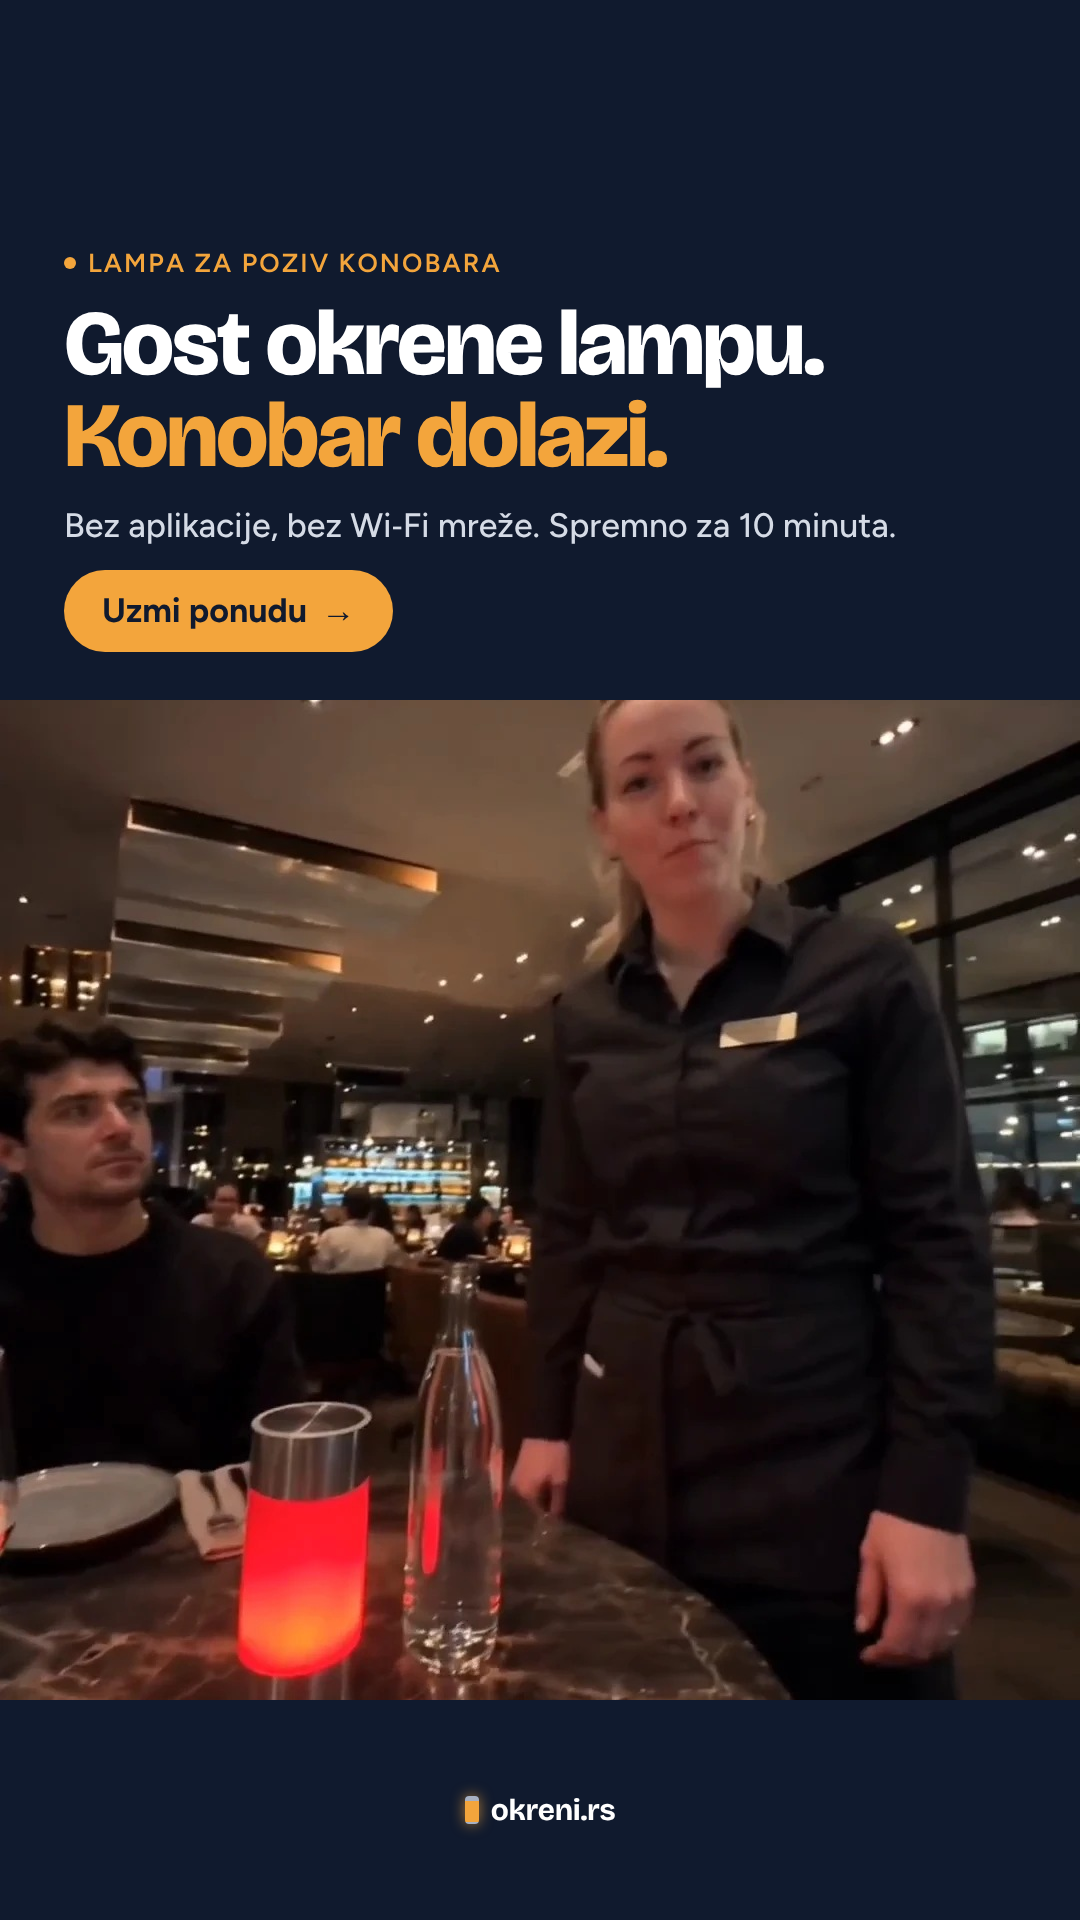 LAMPA ZA POZIV KONOBARA
Gost okrene lampu.
Konobar dolazi.
Bez aplikacije, bez Wi-Fi mreže. Spremno za 10 minuta.
Uzmi ponudu →
okreni.rs